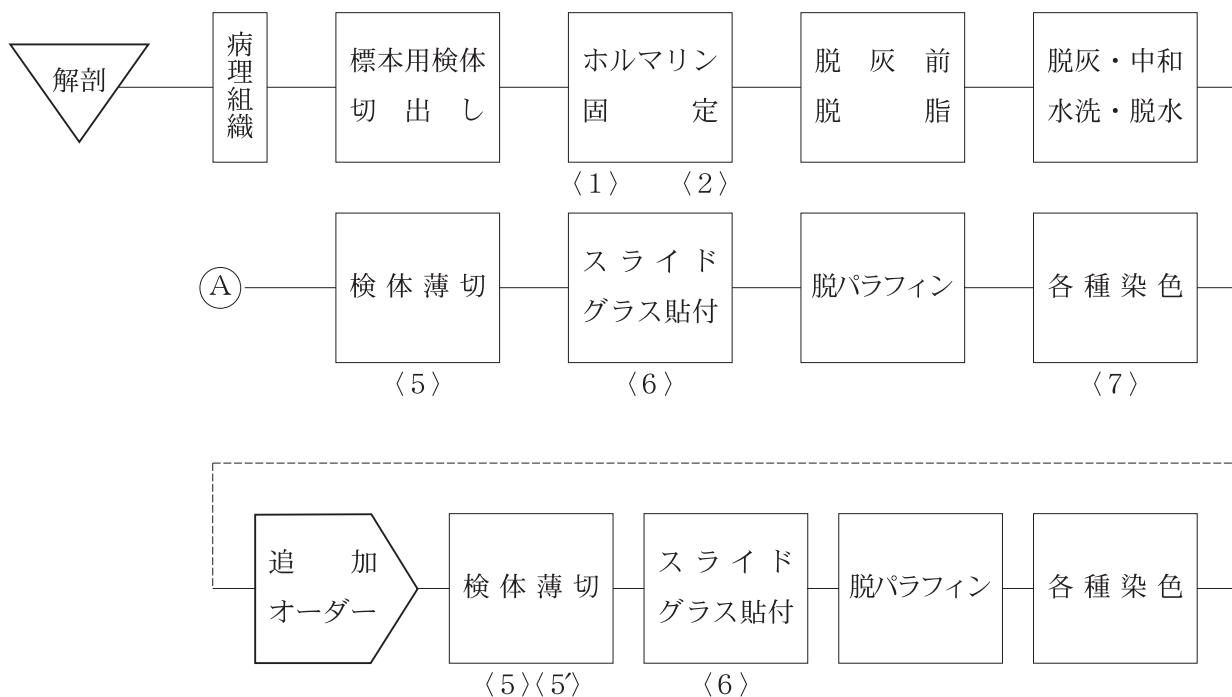 解剖
病理組織
標本用検体
切出し
ホルマリン
固定
脱灰前
脱脂
脱灰・中和
水洗・脱水
〈1〉 〈2〉
Ⓐ
検体薄切
スライド
グラス貼付
脱パラフィン
各種染色
〈5〉
〈6〉
〈7〉
追加
オーダー
検体薄切
スライド
グラス貼付
脱パラフィン
各種染色
〈5〉〈5′〉
〈6〉